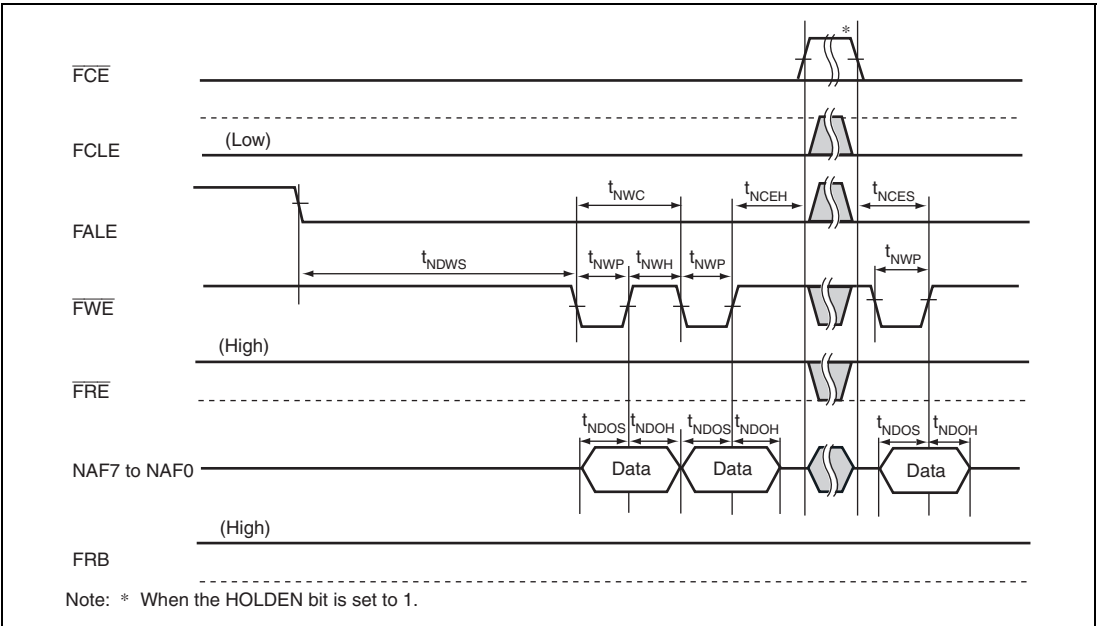 *
FCE
(Low)
FCLE
tNWC
tNCEH
tNCES
FALE
tNDWS
tNWP
tNWH
tNWP
tNWP
FWE
(High)
FRE
tNDOS
tNDOH
tNDOS
tNDOH
tNDOS
tNDOH
NAF7 to NAF0
Data
Data
Data
(High)
FRB
Note: * When the HOLDEN bit is set to 1.